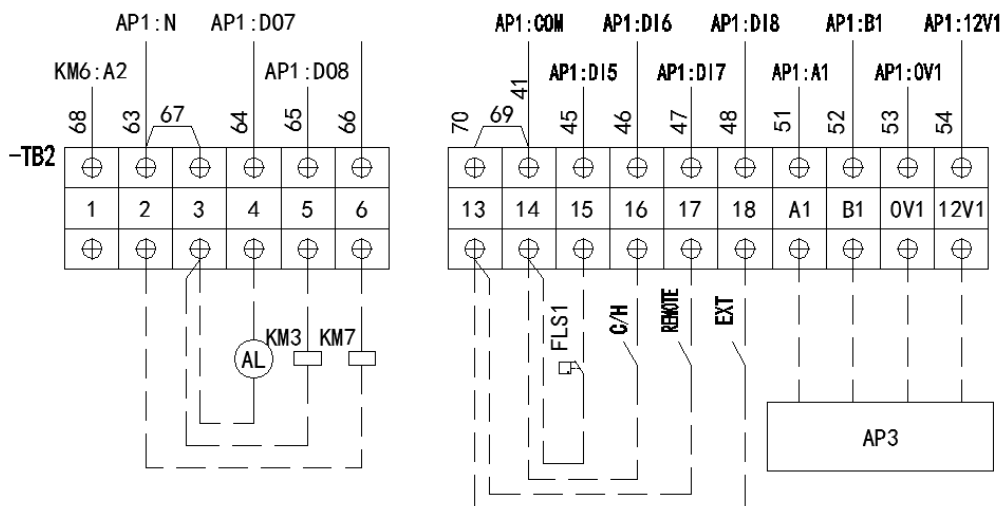 AP1:N AP1:DO7 AP1:COM AP1:DI6 AP1:DI8 AP1:B1 AP1:12V1
KM6:A2 AP1:DO8 AP1:DI5 AP1:DI7 AP1:A1 AP1:0V1
68 63 67 64 65 66 70 69 41 45 46 47 48 51 52 53 54
-TB2
1 2 3 4 5 6 13 14 15 16 17 18 A1 B1 0V1 12V1
FLS1 C/H REMOTE EXT
AL KM3 KM7
AP3